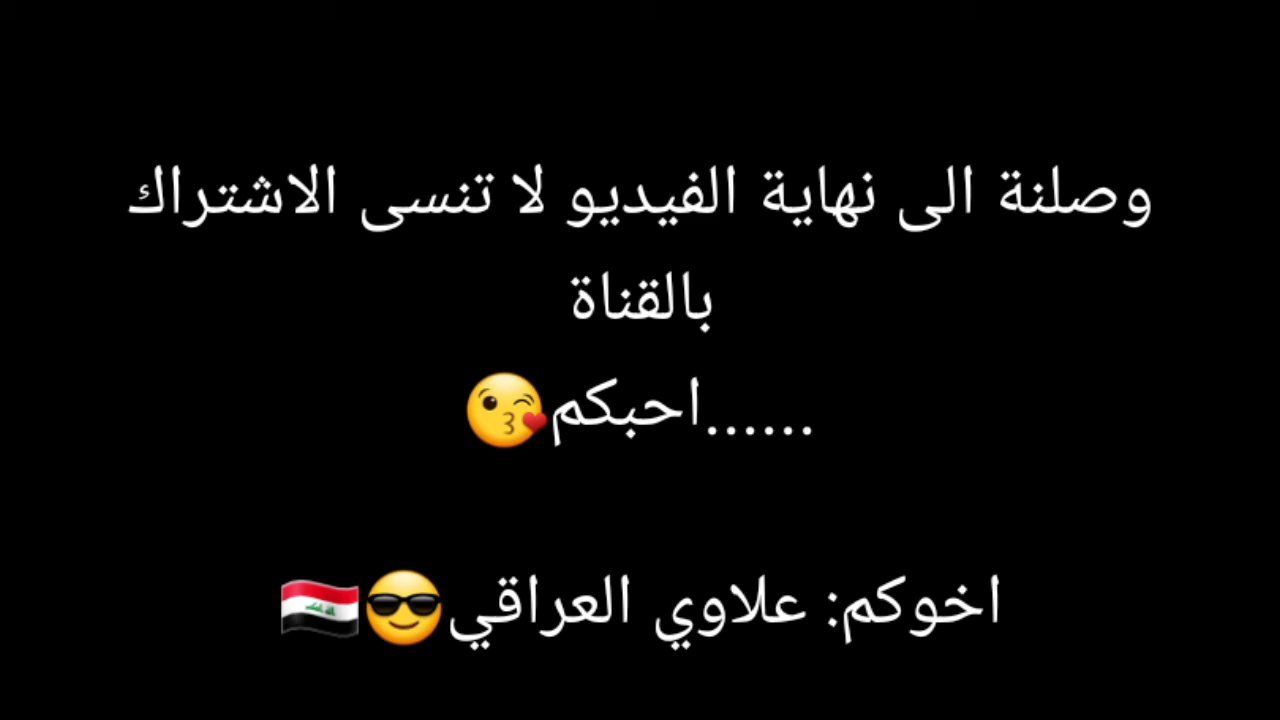 وصلنة الى نهاية الفيديو لا تنسى الاشتراك
بالقناة
......احبكم😘
اخوكم: علاوي العراقي😎🇮🇶